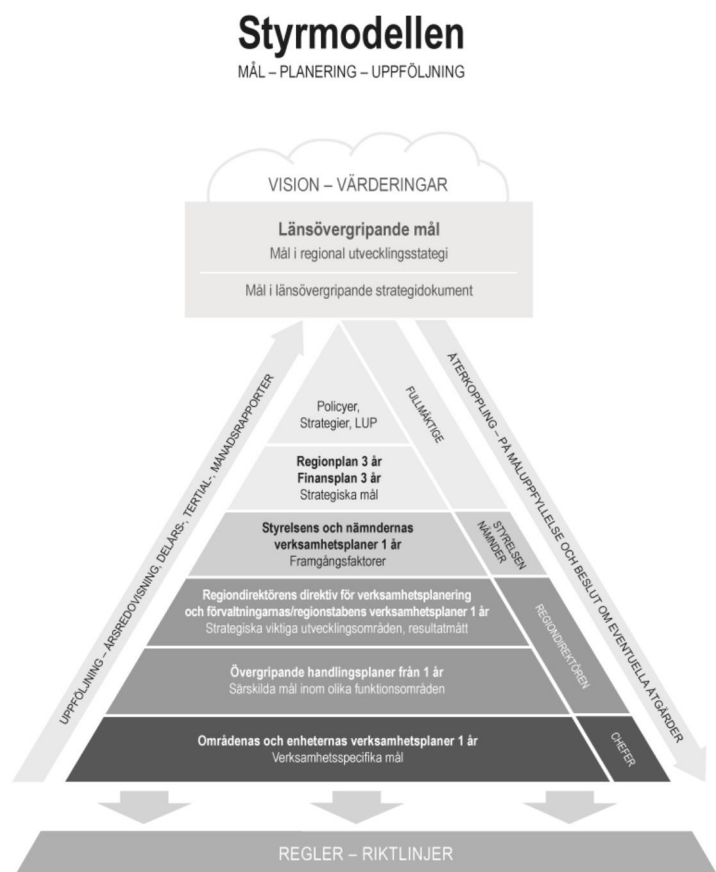 Styrmodellen
MÅL – PLANERING – UPPFÖLJNING
VISION – VÄRDERINGAR
Länsövergripande mål
Mål i regional utvecklingsstategi
Mål i länsövergripande strategidokument
UPPFÖLJNING – ÅRSREDOVISNING, DELÅRS-, TERTIAL-, MÅNADSRAPPORTER
Policyer,
Strategier, LUP
FULLMÄKTIGE
ÅTERKOPPLING – PÅ MÅLUPPFYLLELSE OCH BESLUT OM EVENTUELLA ÅTGÄRDER
Regionplan 3 år
Finansplan 3 år
Strategiska mål
Styrelsens och nämndernas
verksamhetsplaner 1 år
Framgångsfaktorer
STYRELSEN
NÄMNDER
Regiondirektörens direktiv för verksamhetsplanering
och förvaltningarnas/regionstabens verksamhetsplaner 1 år
Strategiska viktiga utvecklingsområden, resultatmått
REGIONDIREKTÖREN
Övergripande handlingsplaner från 1 år
Särskilda mål inom olika funktionsområden
Områdenas och enheternas verksamhetsplaner 1 år
Verksamhetsspecifika mål
CHEFER
REGLER – RIKTLINJER